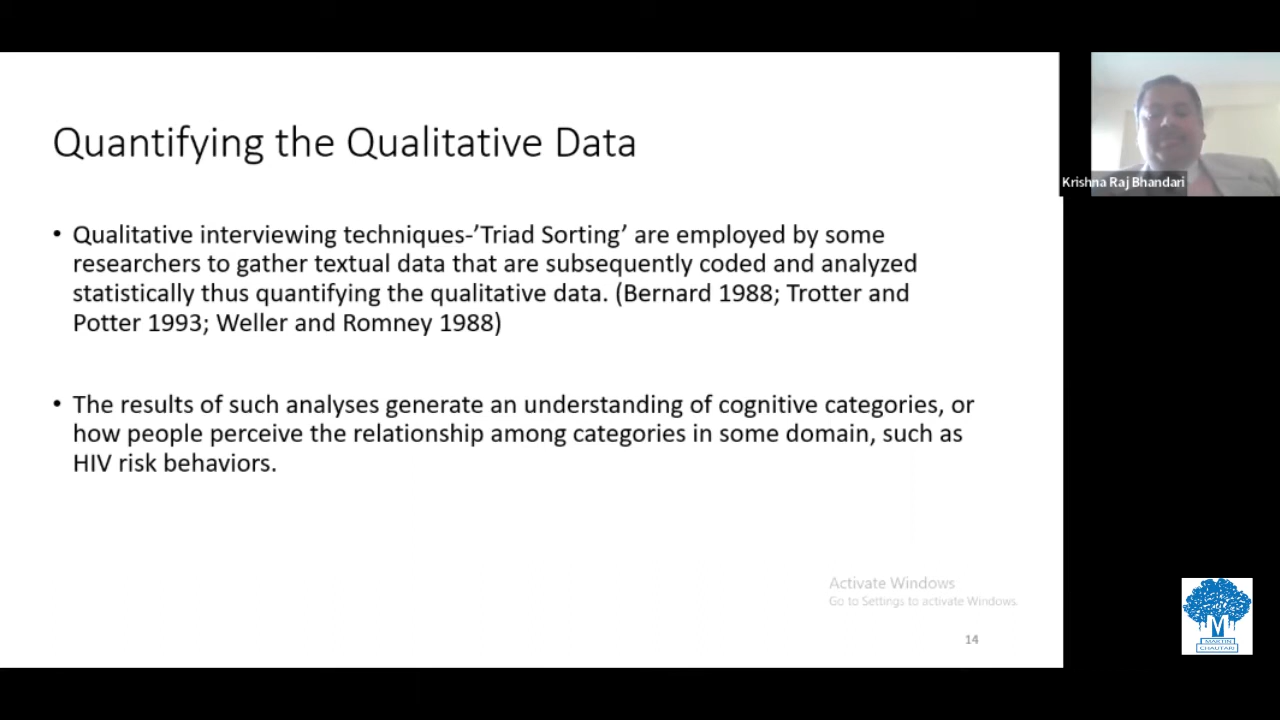 Quantifying the Qualitative Data
• Qualitative interviewing techniques-’Triad Sorting’ are employed by some
researchers to gather textual data that are subsequently coded and analyzed
statistically thus quantifying the qualitative data. (Bernard 1988; Trotter and
Potter 1993; Weller and Romney 1988)
• The results of such analyses generate an understanding of cognitive categories, or
how people perceive the relationship among categories in some domain, such as
HIV risk behaviors.
Activate Windows
Go to Settings to activate Windows.
14
Krishna Raj Bhandari
M
MARTIN
CHAUTARI